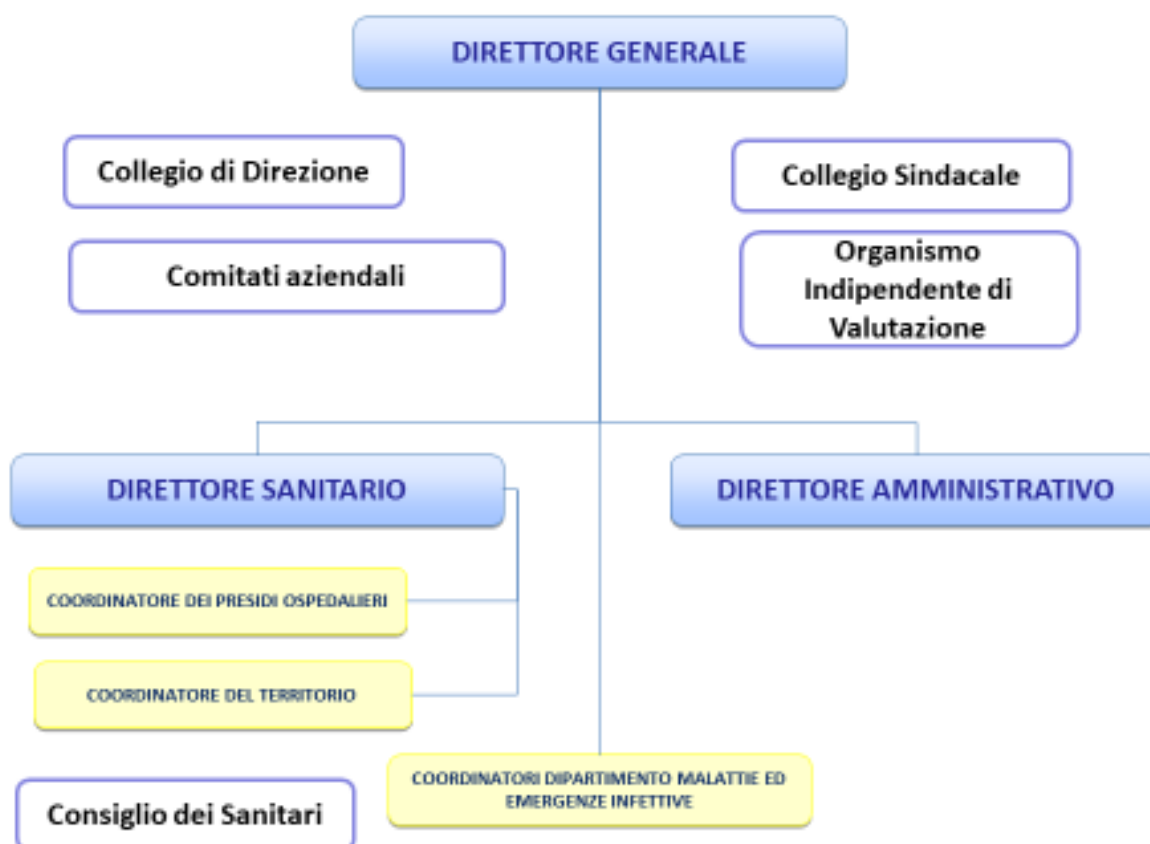 DIRETTORE GENERALE
Collegio di Direzione
Collegio Sindacale
Comitati aziendali
Organismo
Indipendente di
Valutazione
DIRETTORE SANITARIO
DIRETTORE AMMINISTRATIVO
COORDINATORE DEI PRESIDI OSPEDALIERI
COORDINATORE DEL TERRITORIO
COORDINATORI DIPARTIMENTO MALATTIE ED
EMERGENZE INFETTIVE
Consiglio dei Sanitari